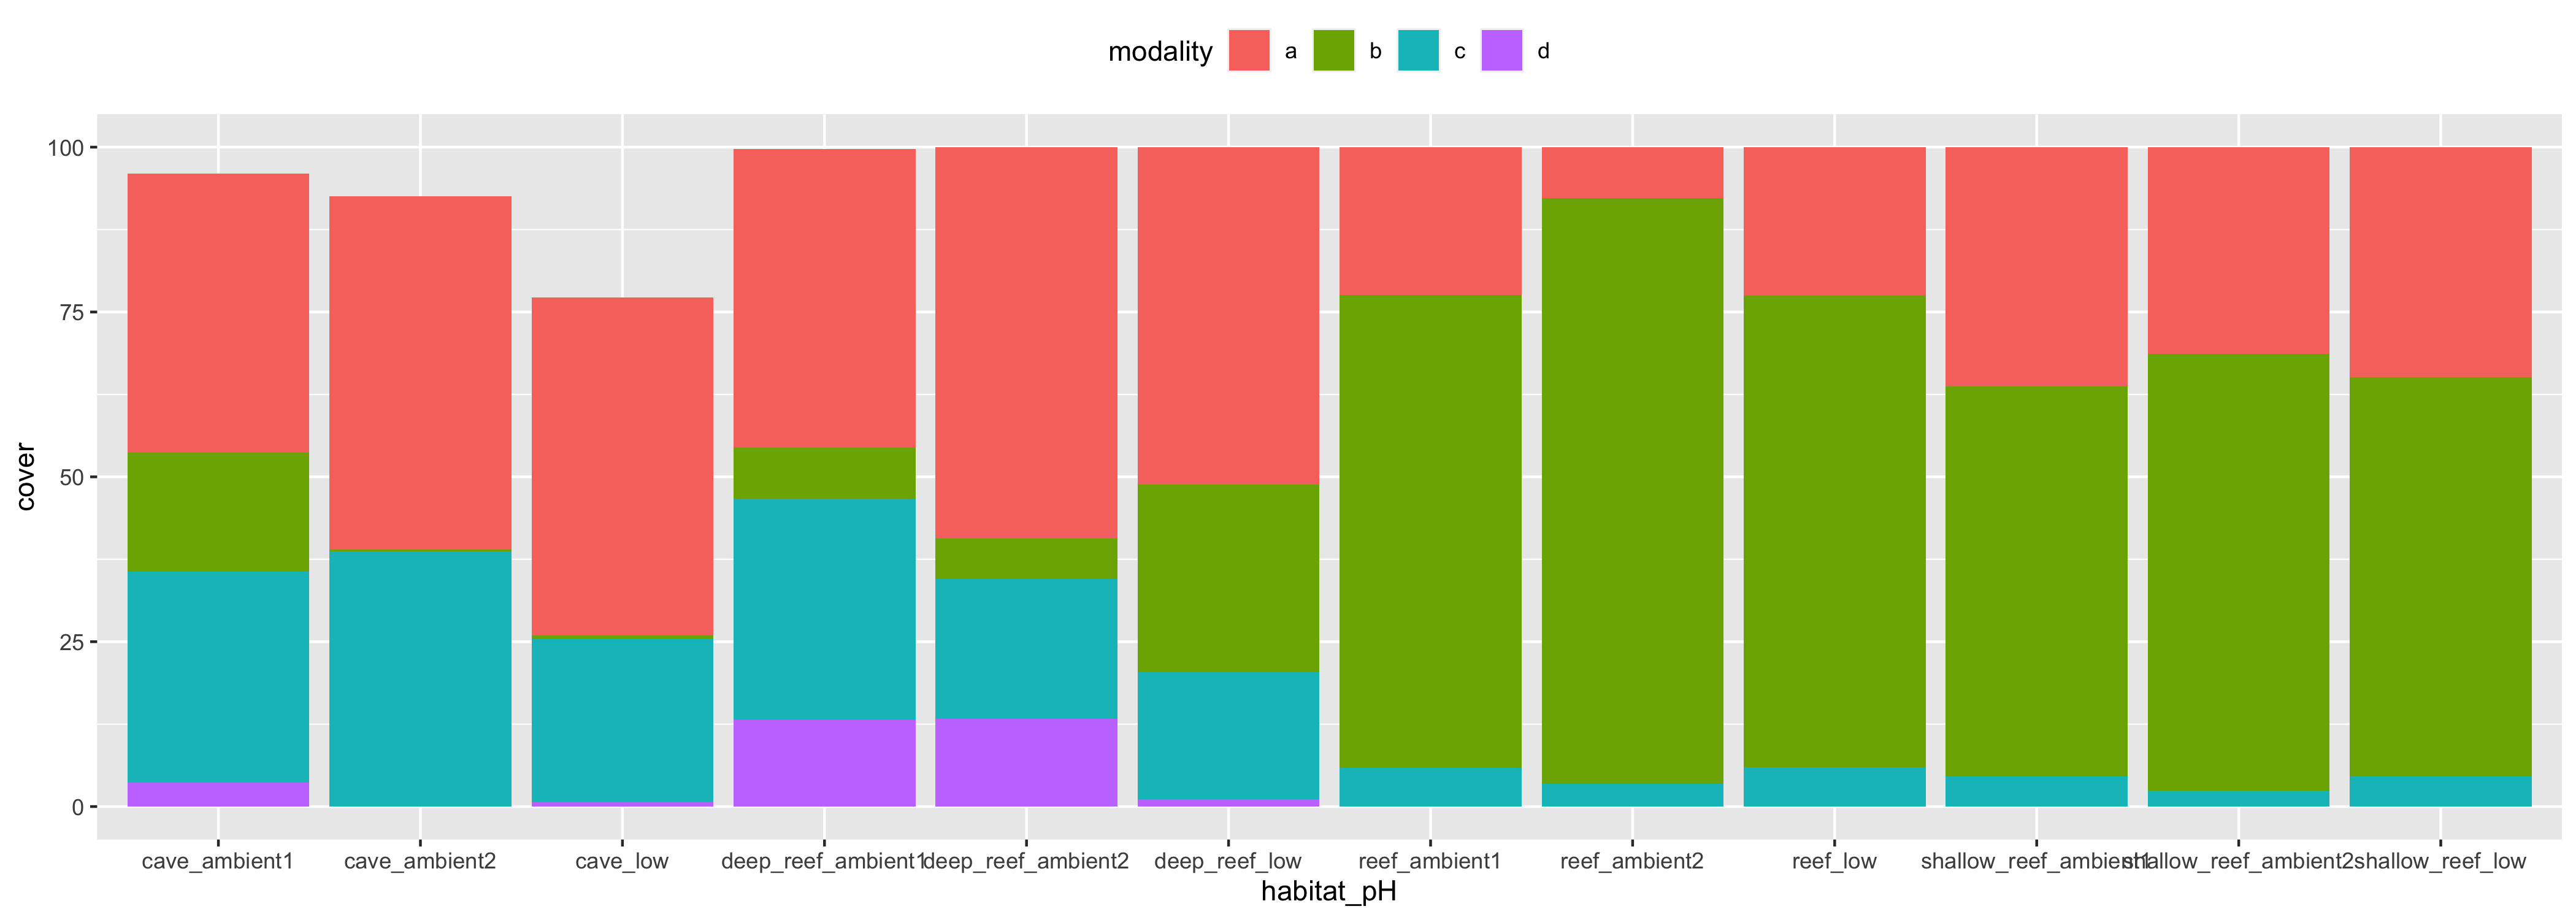 modality a b c d
100
75
50
25
0
cover
cave_ambient1 cave_ambient2 cave_low deep_reef_ambient1 deep_reef_ambient2 deep_reef_low reef_ambient1 reef_ambient2 reef_low shallow_reef_ambient1 shallow_reef_ambient2 shallow_reef_low
habitat_pH